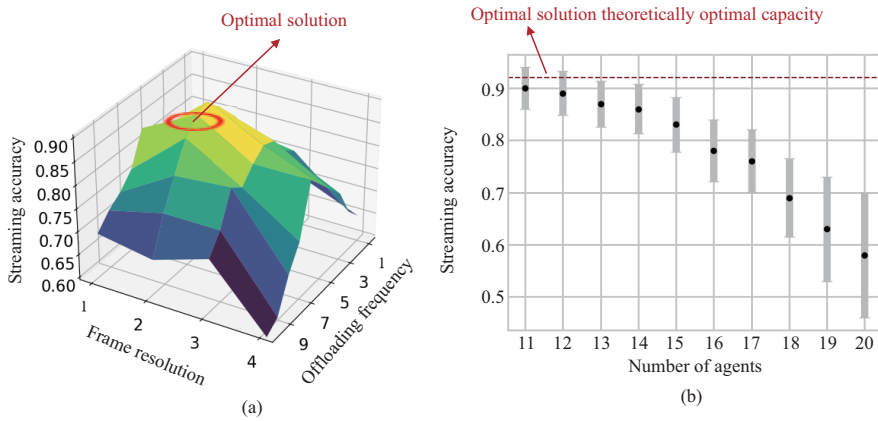 Optimal solution
0.90
0.85
0.80
0.75
0.70
0.65
0.60
Streaming accuracy
1
2
3
4
Frame resolution
1
3
5
7
9
Offloading frequency
(a)
Optimal solution theoretically optimal capacity
0.9
0.8
0.7
0.6
0.5
Streaming accuracy
11 12 13 14 15 16 17 18 19 20
Number of agents
(b)